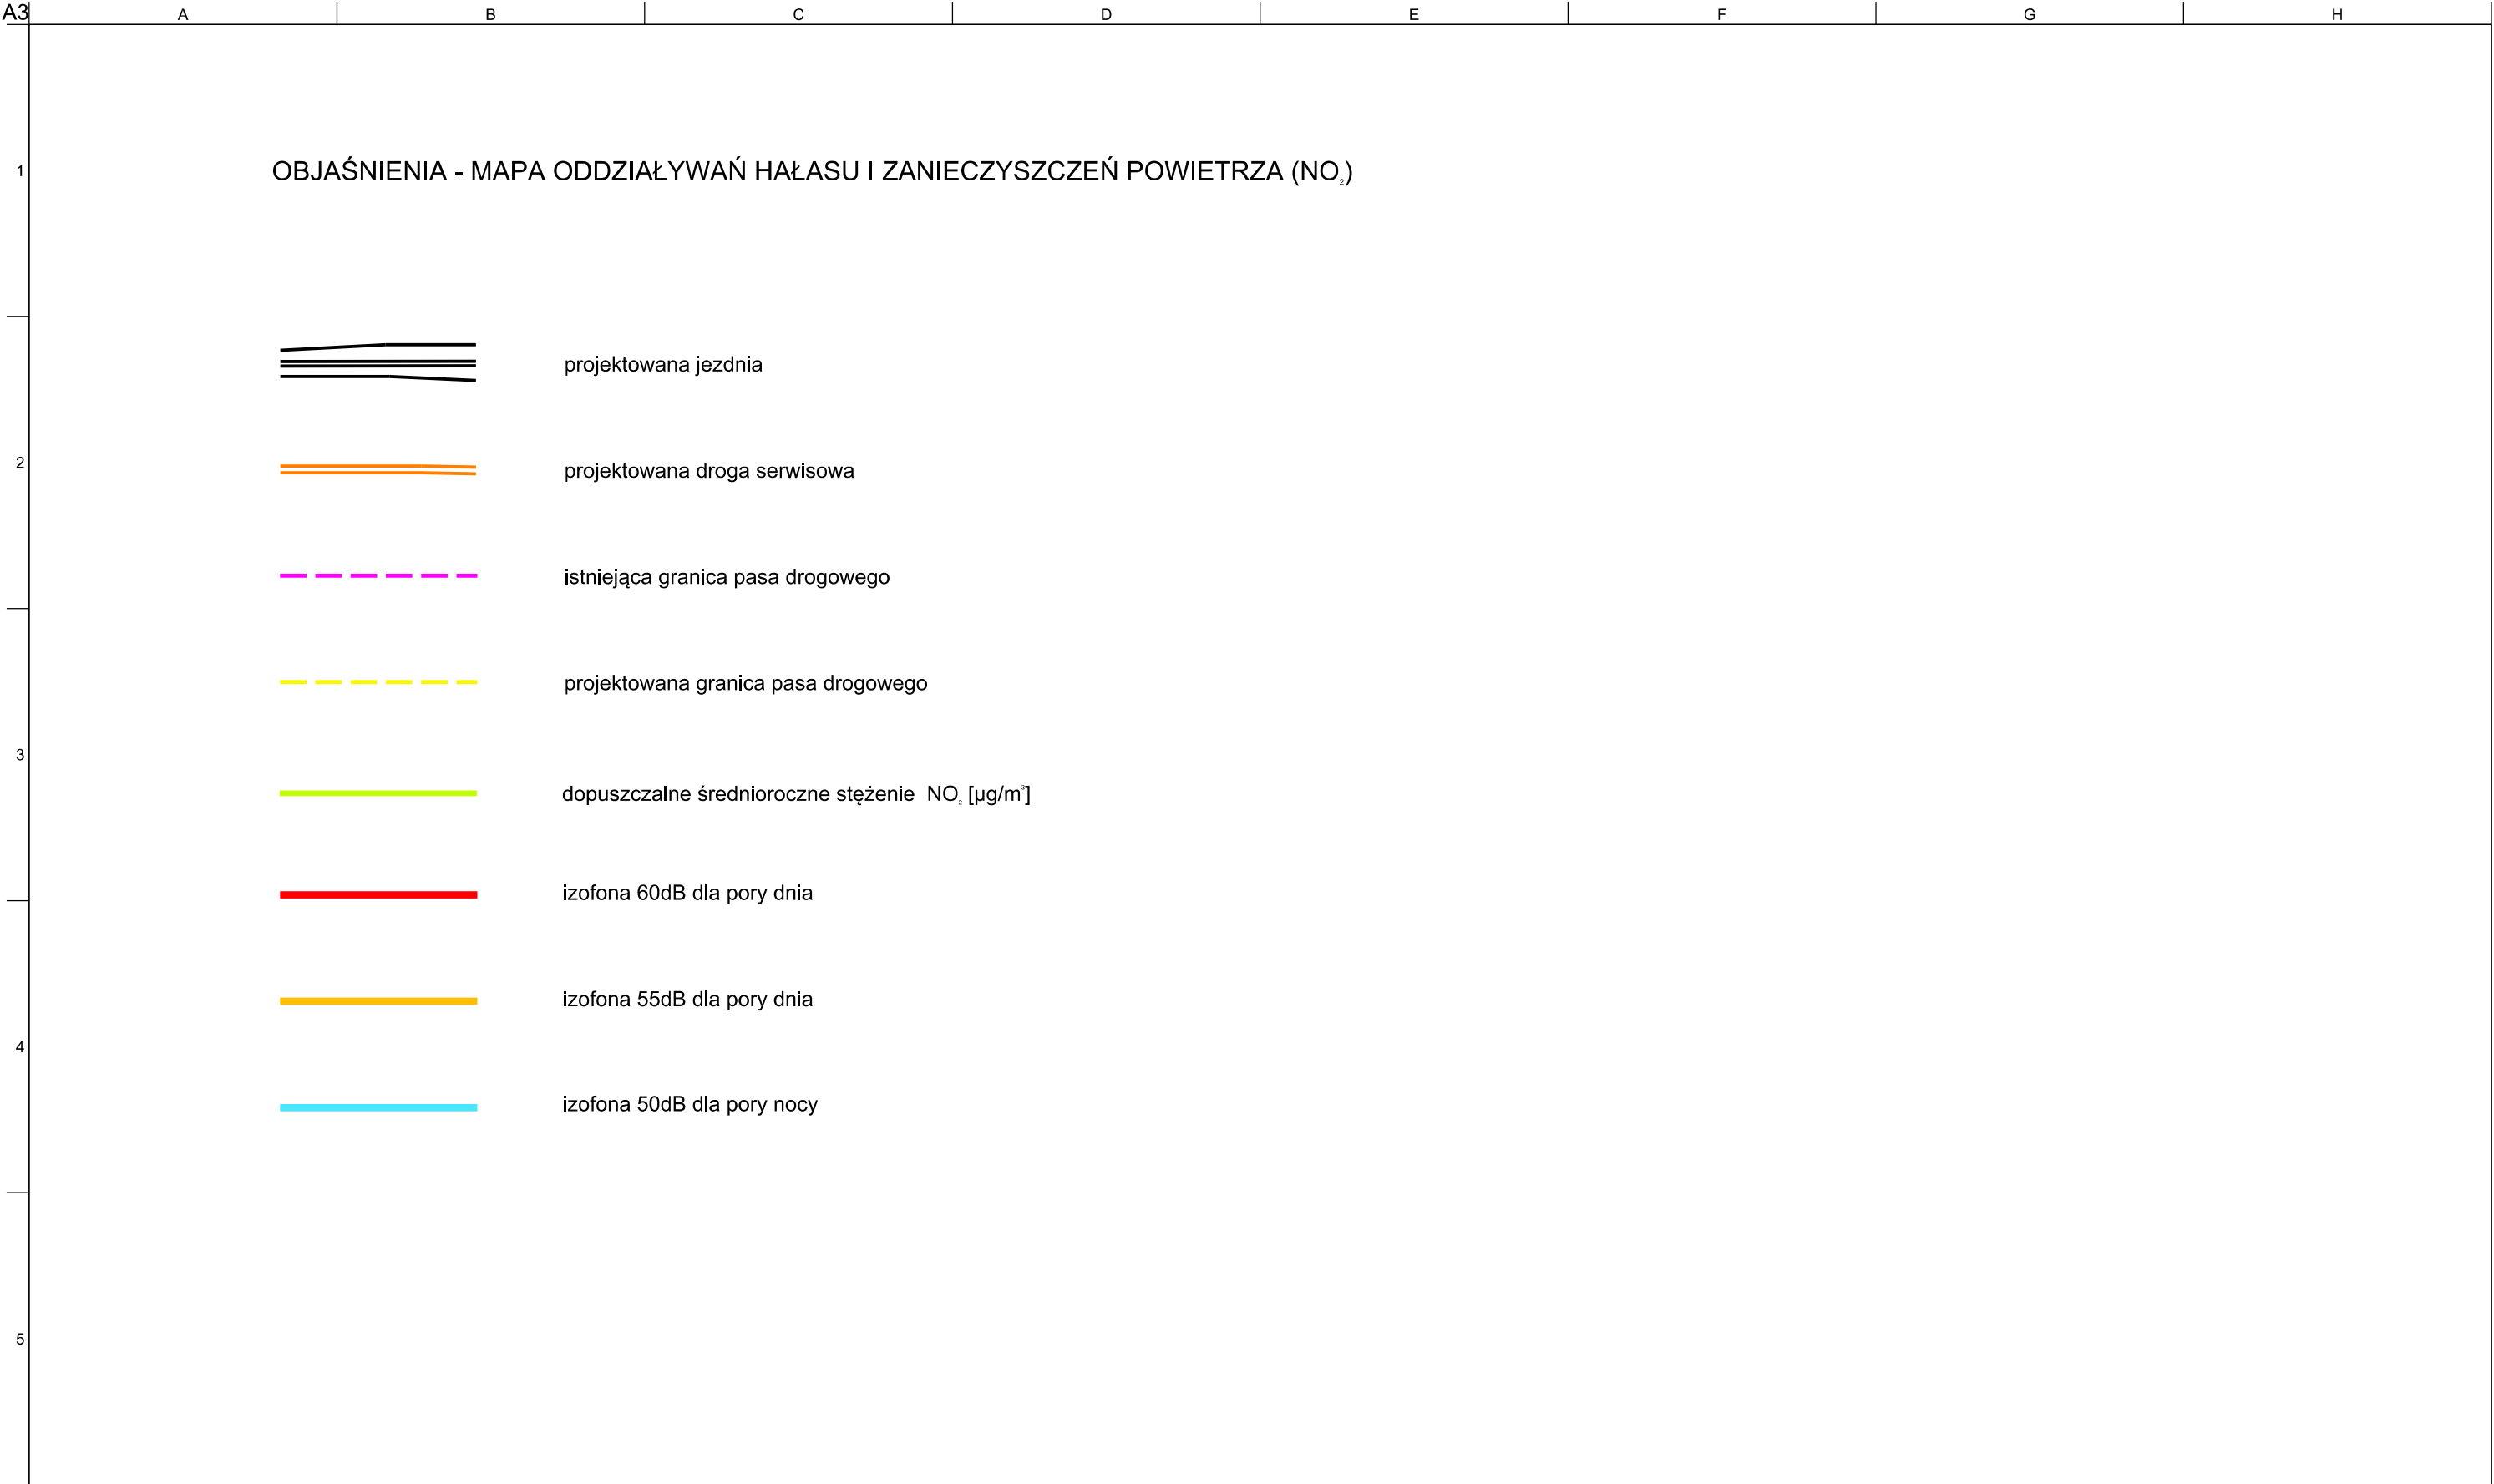 A3
A B C D E F G H
1
OBJAŚNIENIA - MAPA ODDZIAŁYWAŃ HAŁASU I ZANIECZYSZCZEŃ POWIETRZA (NO₂)
projektowana jezdnia
2
projektowana droga serwisowa
istniejąca granica pasa drogowego
projektowana granica pasa drogowego
3
dopuszczalne średnioroczne stężenie NO₂ [µg/m³]
izofona 60dB dla pory dnia
izofona 55dB dla pory dnia
4
izofona 50dB dla pory nocy
5